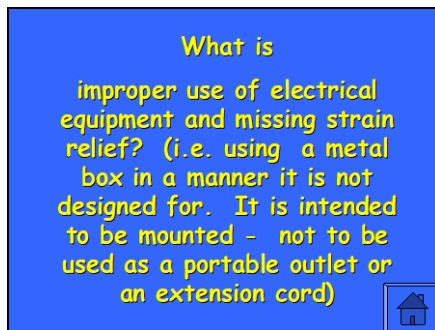 What is
improper use of electrical
equipment and missing strain
relief?  (i.e. using  a metal
box in a manner it is not
designed for.  It is intended
to be mounted -  not to be
used as a portable outlet or
an extension cord)